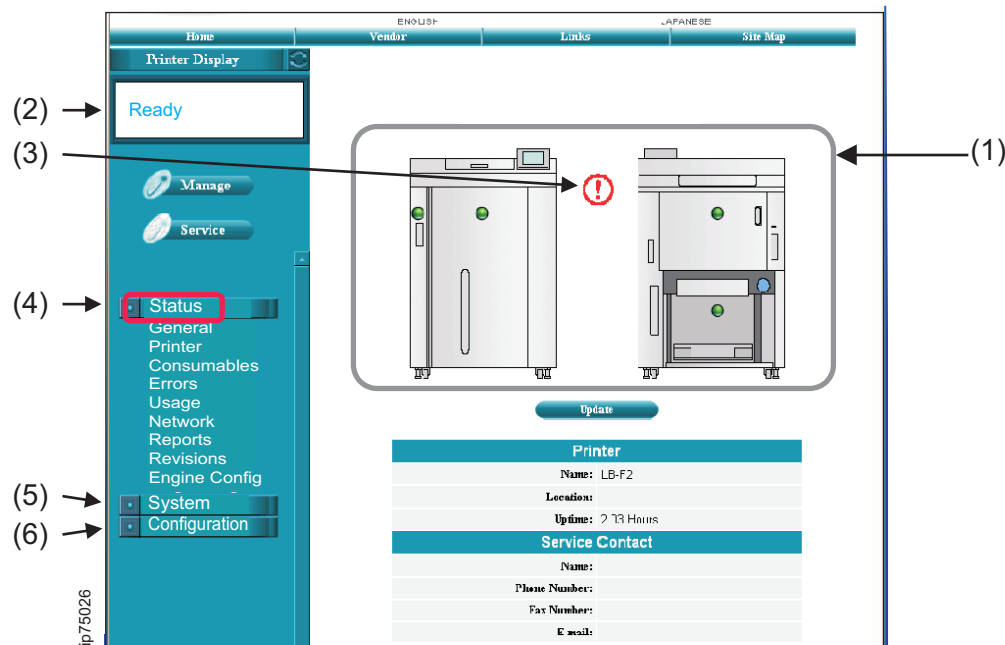 ENGLISH JAPANESE
Home Vendor Links Site Map
Printer Display
(2) Ready
(3)
(1)
Manage
Service
(4) Status
General
Printer
Consumables
Errors
Usage
Network
Reports
Revisions
Engine Config
(5) System
(6) Configuration
Update
Printer
Name: LB-F2
Location:
Uptime: 2.03 Hours
Service Contact
Name:
Phone Number:
Fax Number:
E mail:
ip75026